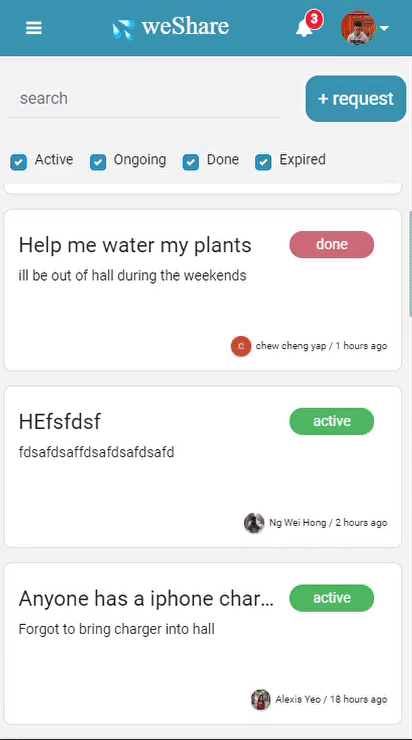 weShare
3
search
+ request
Active Ongoing Done Expired
Help me water my plants done
ill be out of hall during the weekends
c chew cheng yap / 1 hours ago
HEfsfdsf active
fdsafdsaffdsafdsafdsafd
Ng Wei Hong / 2 hours ago
Anyone has a iphone char... active
Forgot to bring charger into hall
Alexis Yeo / 18 hours ago